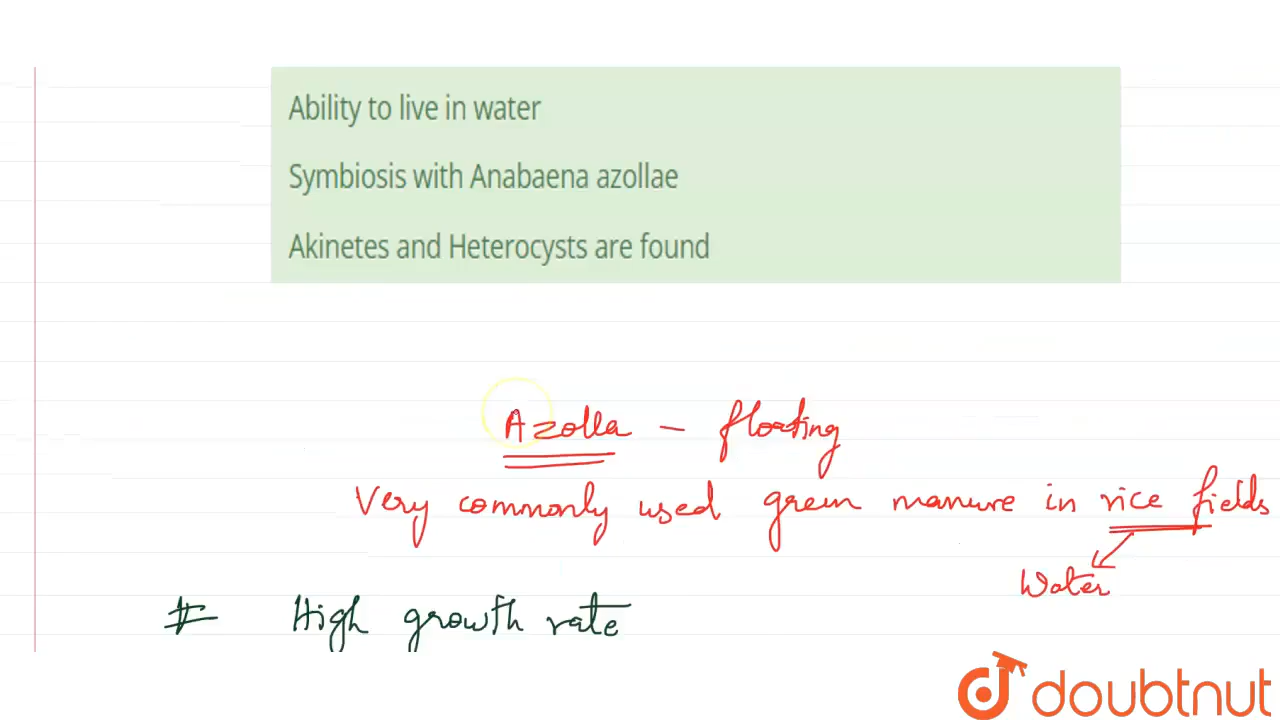 Ability to live in water
Symbiosis with Anabaena azollae
Akinetes and Heterocysts are found
Azolla – floating
Very commonly used green manure in rice fields
Water
# High growth rate
doubtnut